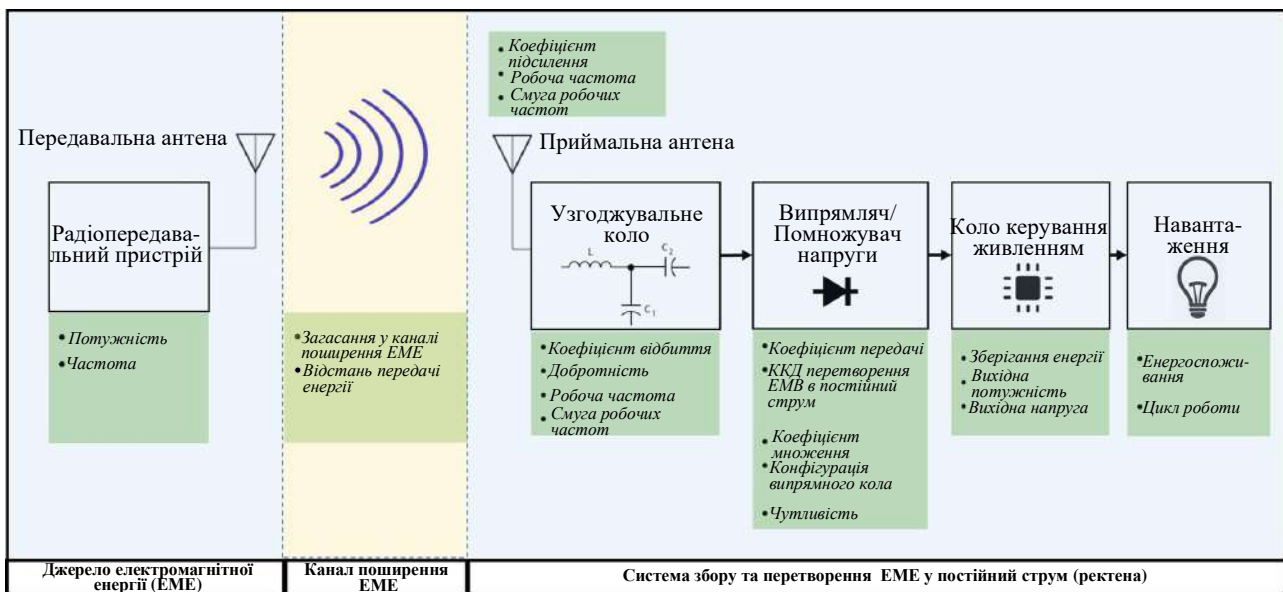 • Коефіцієнт
підсилення
• Робоча частота
• Смуга робочих
частот
Передавальна антена
Приймальна антена
Радіопередава-
льний пристрій
Узгоджувальне
коло
L
C2
C1
Випрямляч/
Помножувач
напруги
Коло керування
живленням
Наванта-
ження
• Потужність
• Частота
• Загасання у каналі
поширення ЕМЕ
• Відстань передачі
енергії
• Коефіцієнт відбиття
• Добротність
• Робоча частота
• Смуга робочих
частот
• Коефіцієнт передачі
• ККД перетворення
ЕМВ в постійний
струм
• Коефіцієнт
множення
• Конфігурація
випрямного кола
• Чутливість
• Зберігання енергії
• Вихідна
потужність
• Вихідна напруга
• Енергоспожи-
вання
• Цикл роботи
Джерело електромагнітної
енергії (ЕМЕ)
Канал поширення
ЕМЕ
Система збору та перетворення ЕМЕ у постійний струм (ректена)